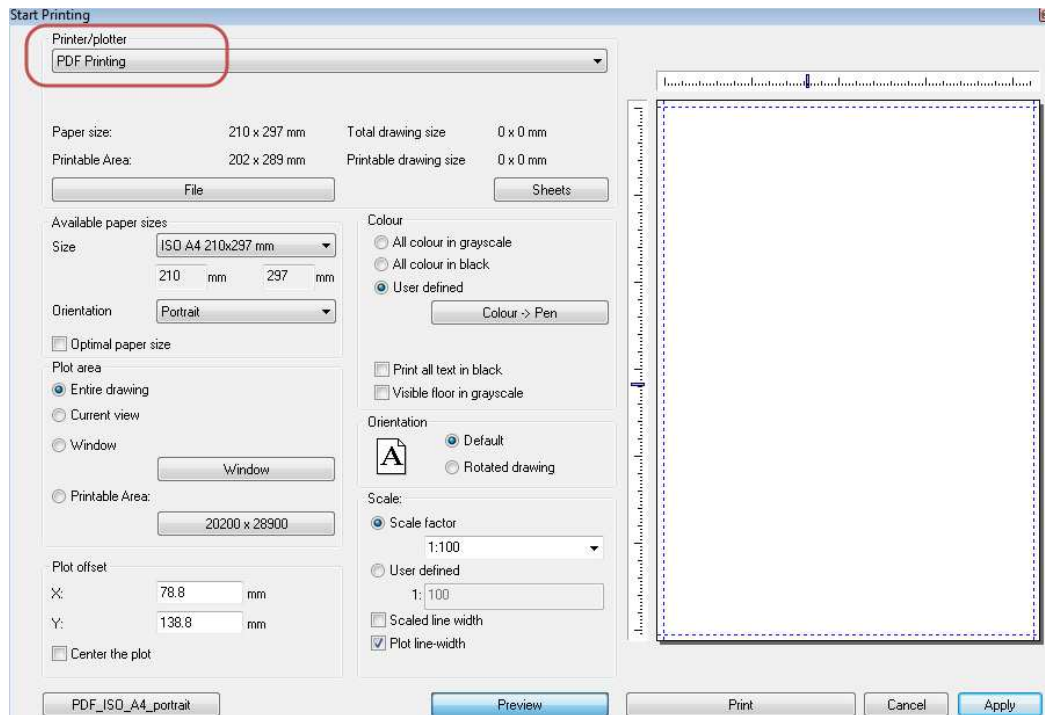 Start Printing
Printer/plotter
PDF Printing
Paper size: 210 x 297 mm Total drawing size 0 x 0 mm
Printable Area: 202 x 289 mm Printable drawing size 0 x 0 mm
File Sheets
Available paper sizes
Size ISO A4 210x297 mm
210 mm 297 mm
Orientation Portrait
Optimal paper size
Plot area
Entire drawing
Current view
Window
Window
Printable Area:
20200 x 28900
Plot offset
X: 78.8 mm
Y: 138.8 mm
Center the plot
Colour
All colour in grayscale
All colour in black
User defined
Colour -> Pen
Print all text in black
Visible floor in grayscale
Orientation
A
Default
Rotated drawing
Scale:
Scale factor
1:100
User defined
1: 100
Scaled line width
Plot line-width
PDF_ISO_A4_portrait Preview Print Cancel Apply